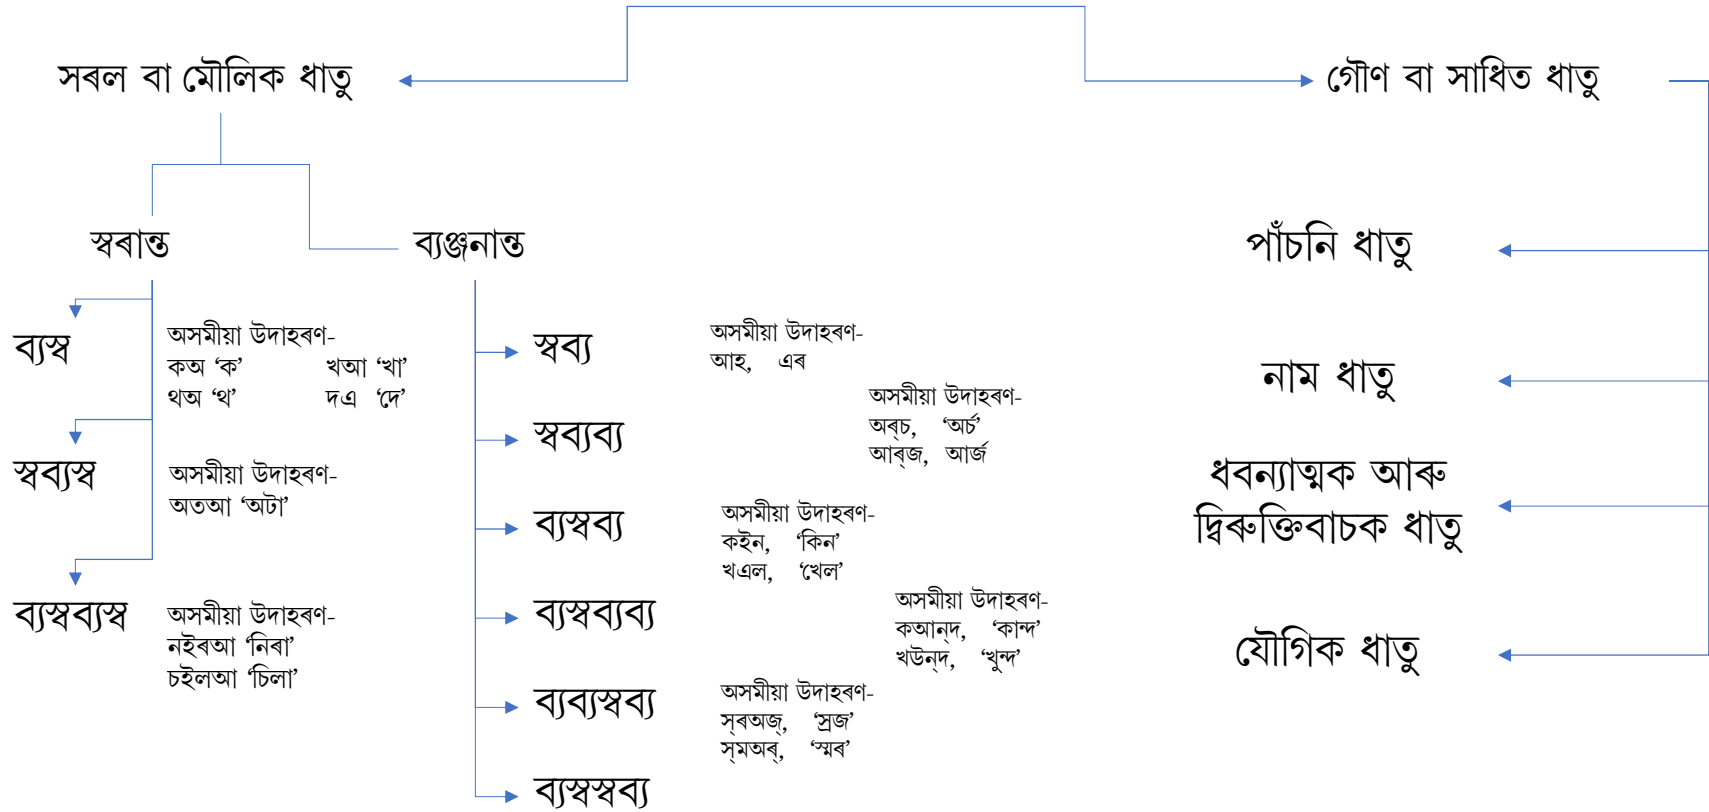 সৰল বা মৌলিক ধাতু
গৌণ বা সাধিত ধাতু
স্বৰান্ত
ব্যঞ্জনান্ত
ব্যস্ব
অসমীয়া উদাহৰণ-
কঅ ‘ক’ খআ ‘খা’
থঅ ‘থ’ দএ ‘দে’
স্বব্যস্ব
অসমীয়া উদাহৰণ-
অতআ ‘অটা’
ব্যস্বব্যস্ব
অসমীয়া উদাহৰণ-
নইৰআ ‘নিৰা’
চইলআ ‘চিলা’
স্বব্য
অসমীয়া উদাহৰণ-
আহ, এৰ
স্বব্যব্য
অসমীয়া উদাহৰণ-
অৰ্‌চ, ‘অৰ্চ’
আৰ্‌জ, আৰ্জ
ব্যস্বব্য
অসমীয়া উদাহৰণ-
কইন, ‘কিন’
খএল, ‘খেল’
ব্যস্বব্যব্য
অসমীয়া উদাহৰণ-
কআন্‌দ, ‘কান্দ’
খউন্‌দ, ‘খুন্দ’
ব্যব্যস্বব্য
অসমীয়া উদাহৰণ-
স্‌ৰঅজ্, ‘স্ৰজ’
স্‌মঅৰ্, ‘স্মৰ’
ব্যস্বস্বব্য
পাঁচনি ধাতু
নাম ধাতু
ধবন্যাত্মক আৰু
দ্বিৰুক্তিবাচক ধাতু
যৌগিক ধাতু